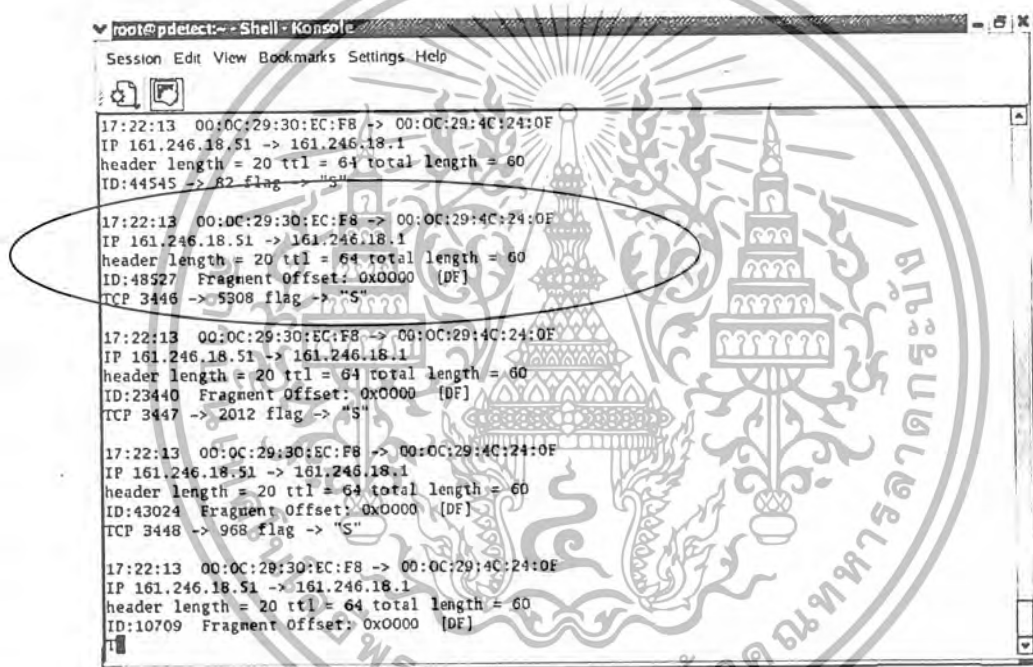 root@pdetect:~ - Shell - Konsole
Session Edit View Bookmarks Settings Help
17:22:13 00:0C:29:30:EC:F8 -> 00:0C:29:4C:24:0F
IP 161.246.18.51 -> 161.246.18.1
header length = 20 ttl = 64 total length = 60
ID:44545 -> 82 flag -> "S"
17:22:13 00:0C:29:30:EC:F8 -> 00:0C:29:4C:24:0F
IP 161.246.18.51 -> 161.246.18.1
header length = 20 ttl = 64 total length = 60
ID:48527 Fragment Offset: 0x0000 [DF]
TCP 3446 -> 5308 flag -> "S"
17:22:13 00:0C:29:30:EC:F8 -> 00:0C:29:4C:24:0F
IP 161.246.18.51 -> 161.246.18.1
header length = 20 ttl = 64 total length = 60
ID:23440 Fragment Offset: 0x0000 [DF]
TCP 3447 -> 2012 flag -> "S"
17:22:13 00:0C:29:30:EC:F8 -> 00:0C:29:4C:24:0F
IP 161.246.18.51 -> 161.246.18.1
header length = 20 ttl = 64 total length = 60
ID:43024 Fragment Offset: 0x0000 [DF]
TCP 3448 -> 968 flag -> "S"
17:22:13 00:0C:29:30:EC:F8 -> 00:0C:29:4C:24:0F
IP 161.246.18.51 -> 161.246.18.1
header length = 20 ttl = 64 total length = 60
ID:10709 Fragment Offset: 0x0000 [DF]
T